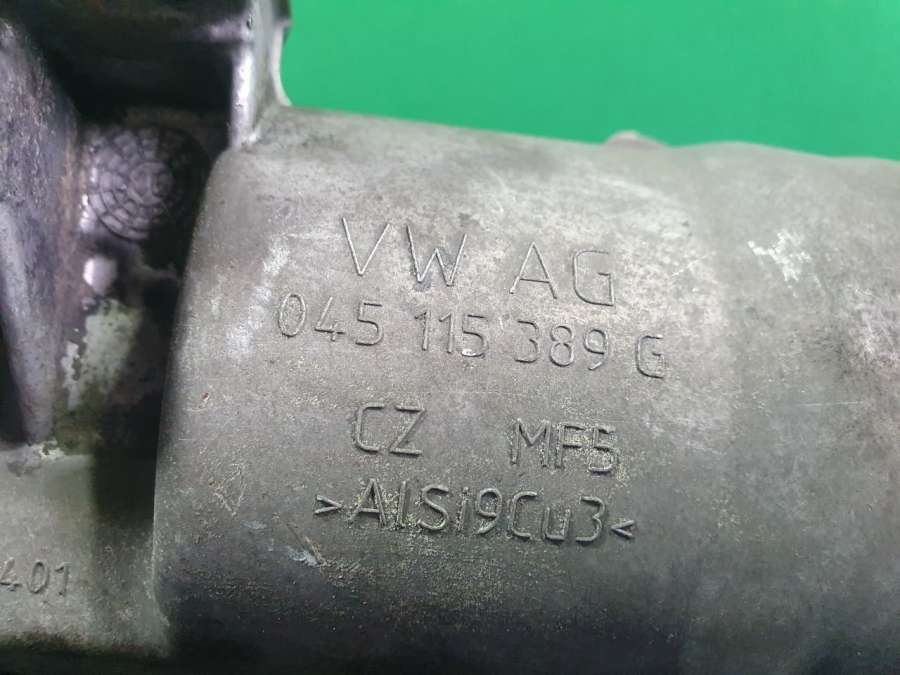 VW AG
045 115 389 G
CZ MF5
>AlSi9Cu3<
401